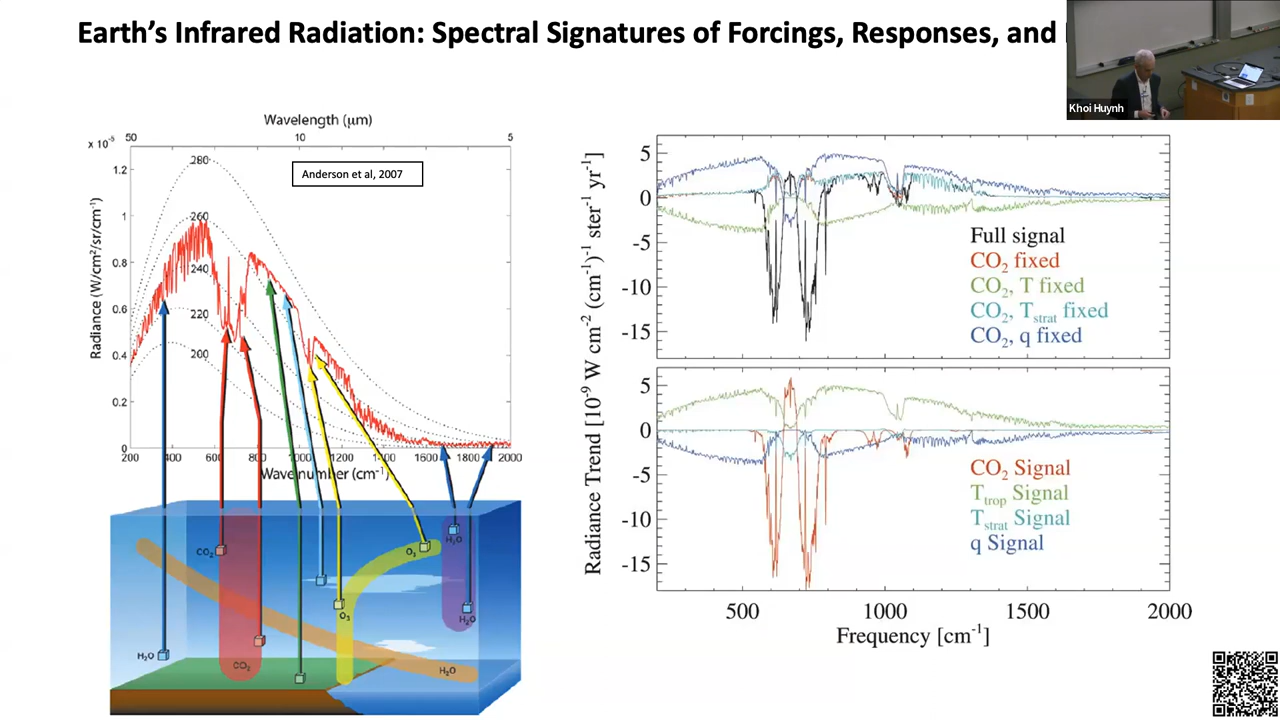 Earth's Infrared Radiation: Spectral Signatures of Forcings, Responses, and
Khoi Huynh
Wavelength (μm)
50 10 5
x 10⁻⁵
Anderson et al, 2007
280
260
240
220
200
1.2
1
0.8
0.6
0.4
0.2
0
Radiance (W/cm²/sr/cm⁻¹)
200 400 600 800 1000 1200 1400 1600 1800 2000
Wavenumber (cm⁻¹)
CO₂
O₃
H₂O
O₃
H₂O
H₂O
CO₂
H₂O
Radiance Trend [10⁻⁹ W cm⁻² (cm⁻¹)⁻¹ ster⁻¹ yr⁻¹)
5
0
-5
-10
-15
Full signal
CO₂ fixed
CO₂, T fixed
CO₂, Tstrat fixed
CO₂, q fixed
5
0
-5
-10
-15
CO₂ Signal
Ttrop Signal
Tstrat Signal
q Signal
500 1000 1500 2000
Frequency [cm⁻¹]